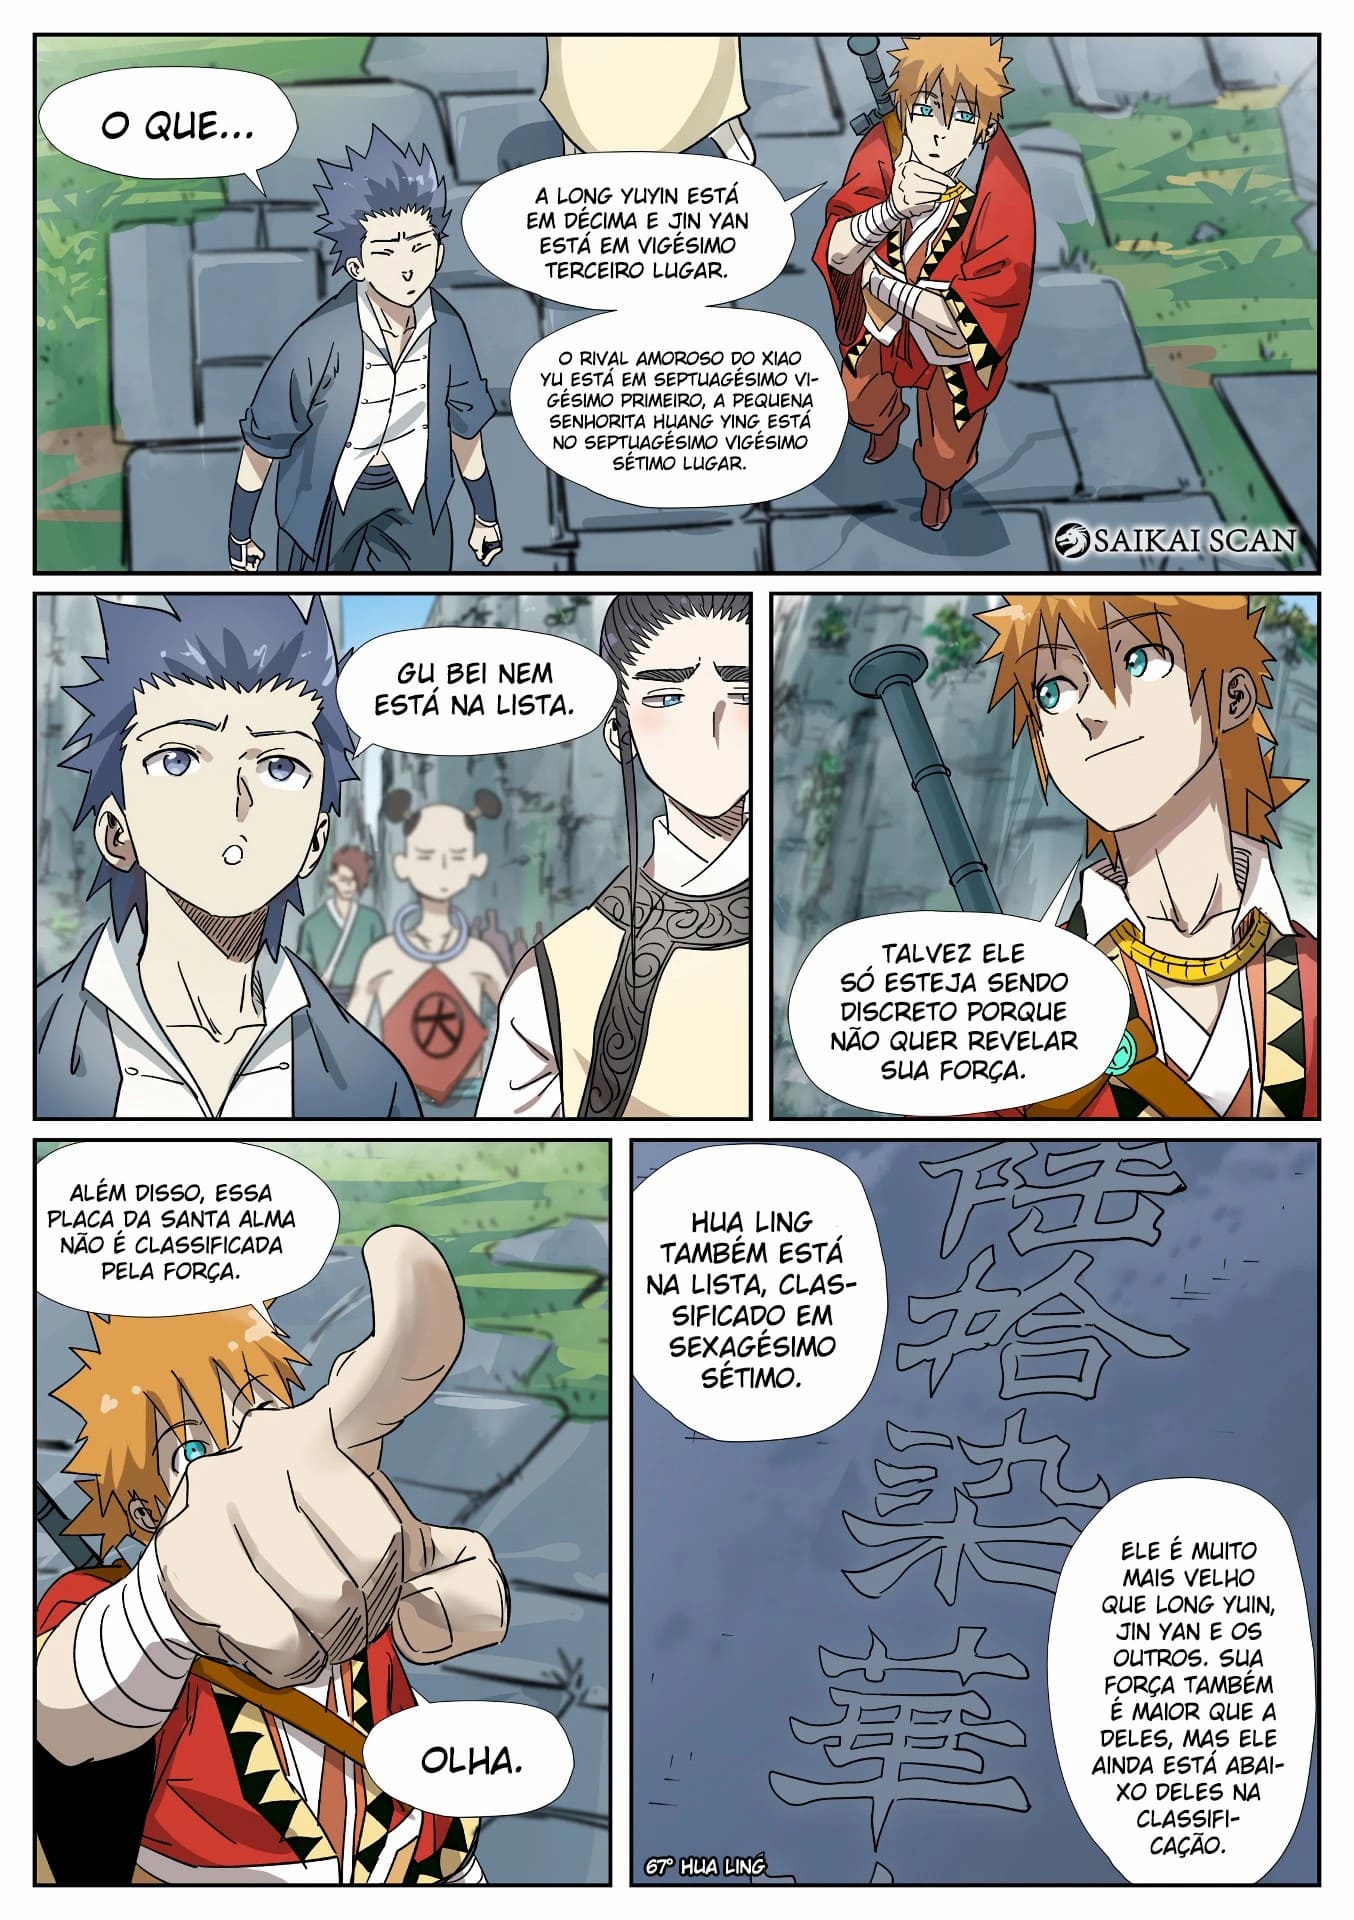 O QUE...
A LONG YUYIN ESTÁ
EM DÉCIMA E JIN YAN
ESTÁ EM VIGÉSIMO
TERCEIRO LUGAR.
O RIVAL AMOROSO DO XIAO
YU ESTÁ EM SEPTUAGÉSIMO VI-
GÉSIMO PRIMEIRO, A PEQUENA
SENHORITA HUANG YING ESTÁ
NO SEPTUAGÉSIMO VIGÉSIMO
SÉTIMO LUGAR.
SAIKAI SCAN
GU BEI NEM
ESTÁ NA LISTA.
大
TALVEZ ELE
SÓ ESTEJA SENDO
DISCRETO PORQUE
NÃO QUER REVELAR
SUA FORÇA.
ALÉM DISSO, ESSA
PLACA DA SANTA ALMA
NÃO É CLASSIFICADA
PELA FORÇA.
OLHA.
HUA LING
TAMBÉM ESTÁ
NA LISTA, CLAS-
SIFICADO EM
SEXAGÉSIMO
SÉTIMO.
陸拾柒華
ELE É MUITO
MAIS VELHO
QUE LONG YUIN,
JIN YAN E OS
OUTROS. SUA
FORÇA TAMBÉM
É MAIOR QUE A
DELES, MAS ELE
AINDA ESTÁ ABAI-
XO DELES NA
CLASSIFI-
CAÇÃO.
67° HUA LING